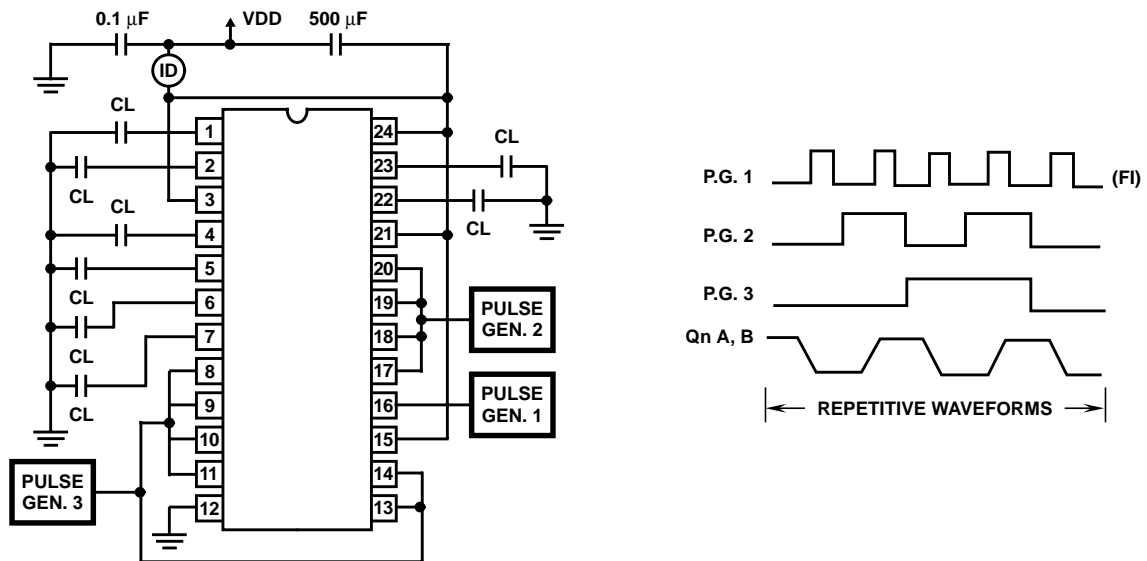 0.1 µF
VDD
500 µF
ID
CL
CL
CL
CL
CL
CL
CL
CL
CL
1
2
3
4
5
6
7
8
9
10
11
12
24
23
22
21
20
19
18
17
16
15
14
13
PULSE
GEN. 2
PULSE
GEN. 1
PULSE
GEN. 3
P.G. 1
(FI)
P.G. 2
P.G. 3
Qn A, B
REPETITIVE WAVEFORMS